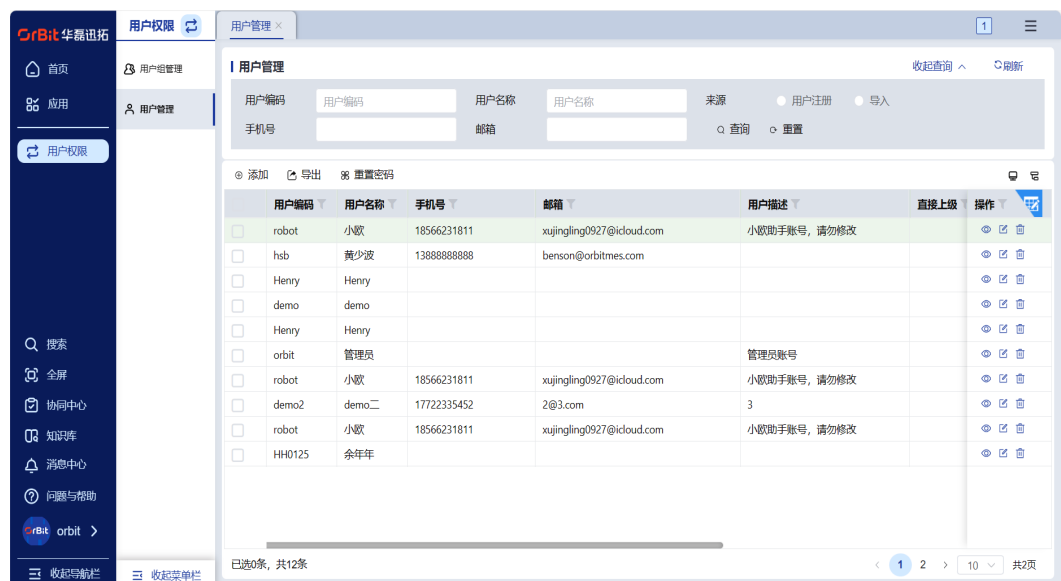 OrBit 华磊迅拓
首页
应用
用户权限
搜索
全屏
协同中心
知识库
消息中心
问题与帮助
OrBit orbit
收起导航栏
用户权限
用户组管理
用户管理
收起菜单栏
用户管理 ×
1
用户管理
收起查询 刷新
用户编码 用户编码 用户名称 用户名称 来源 用户注册 导入
手机号 邮箱 查询 重置
添加 导出 重置密码
用户编码 用户名称 手机号 邮箱 用户描述 直接上级 操作
robot 小欧 18566231811 xujingling0927@icloud.com 小欧助手账号，请勿修改
hsb 黄少波 13888888888 benson@orbitmes.com
Henry Henry
demo demo
Henry Henry
orbit 管理员 管理员账号
robot 小欧 18566231811 xujingling0927@icloud.com 小欧助手账号，请勿修改
demo2 demo二 17722335452 2@3.com 3
robot 小欧 18566231811 xujingling0927@icloud.com 小欧助手账号，请勿修改
HH0125 余年年
已选0条，共12条
1 2 10 共2页